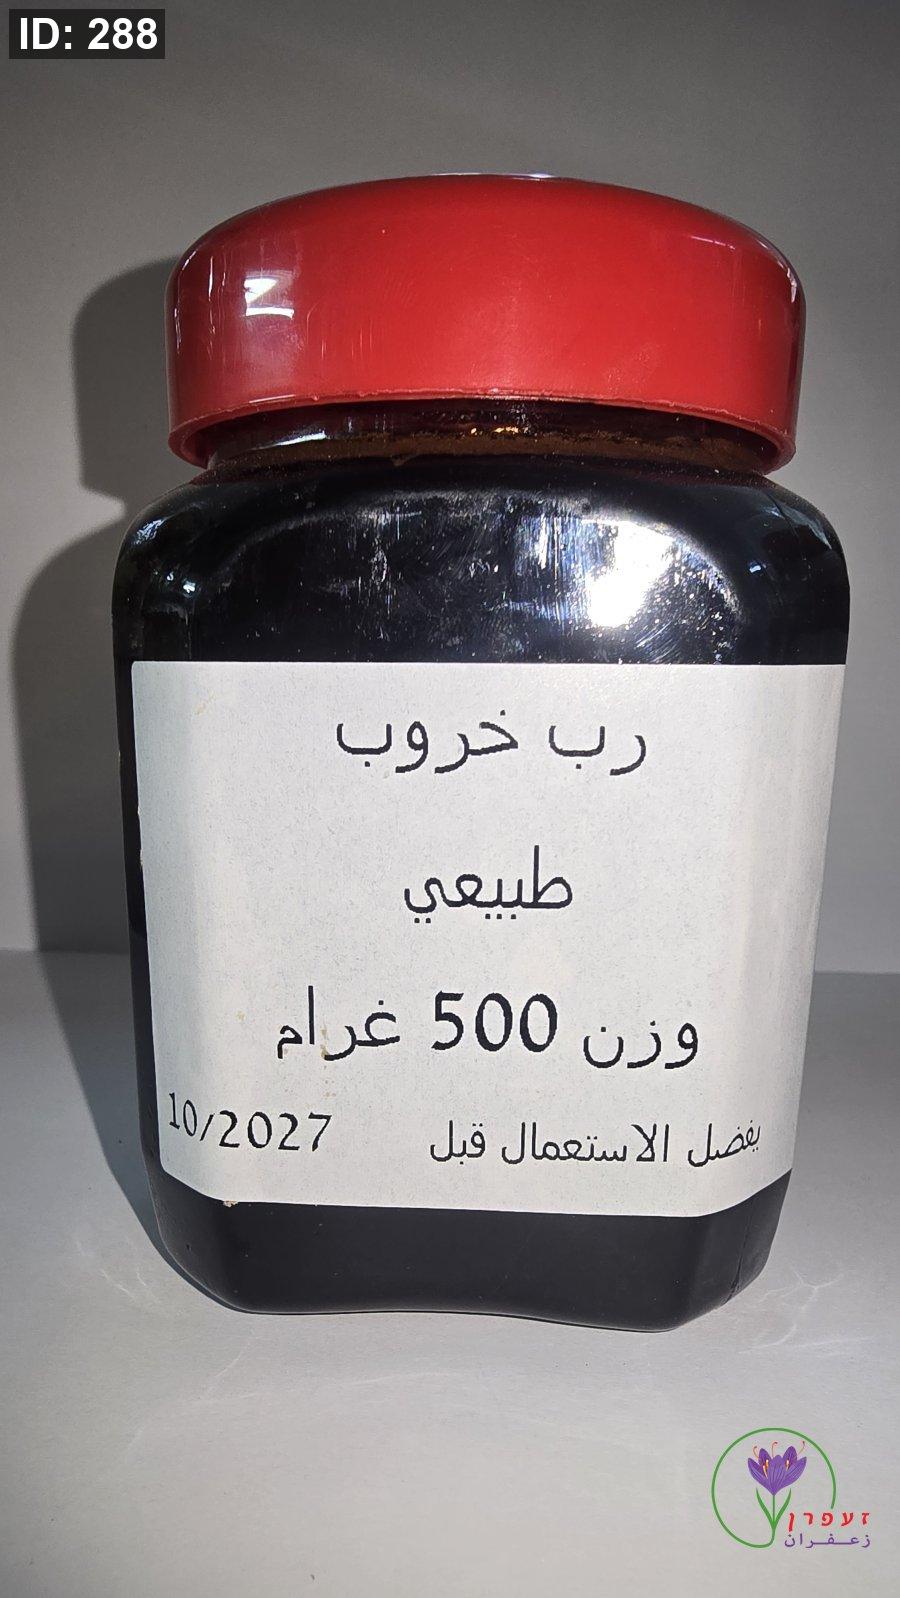 ID: 288
رب خروب
طبيعي
وزن 500 غرام
يفضل الاستعمال قبل 10/2027
זעפרן
زعفران